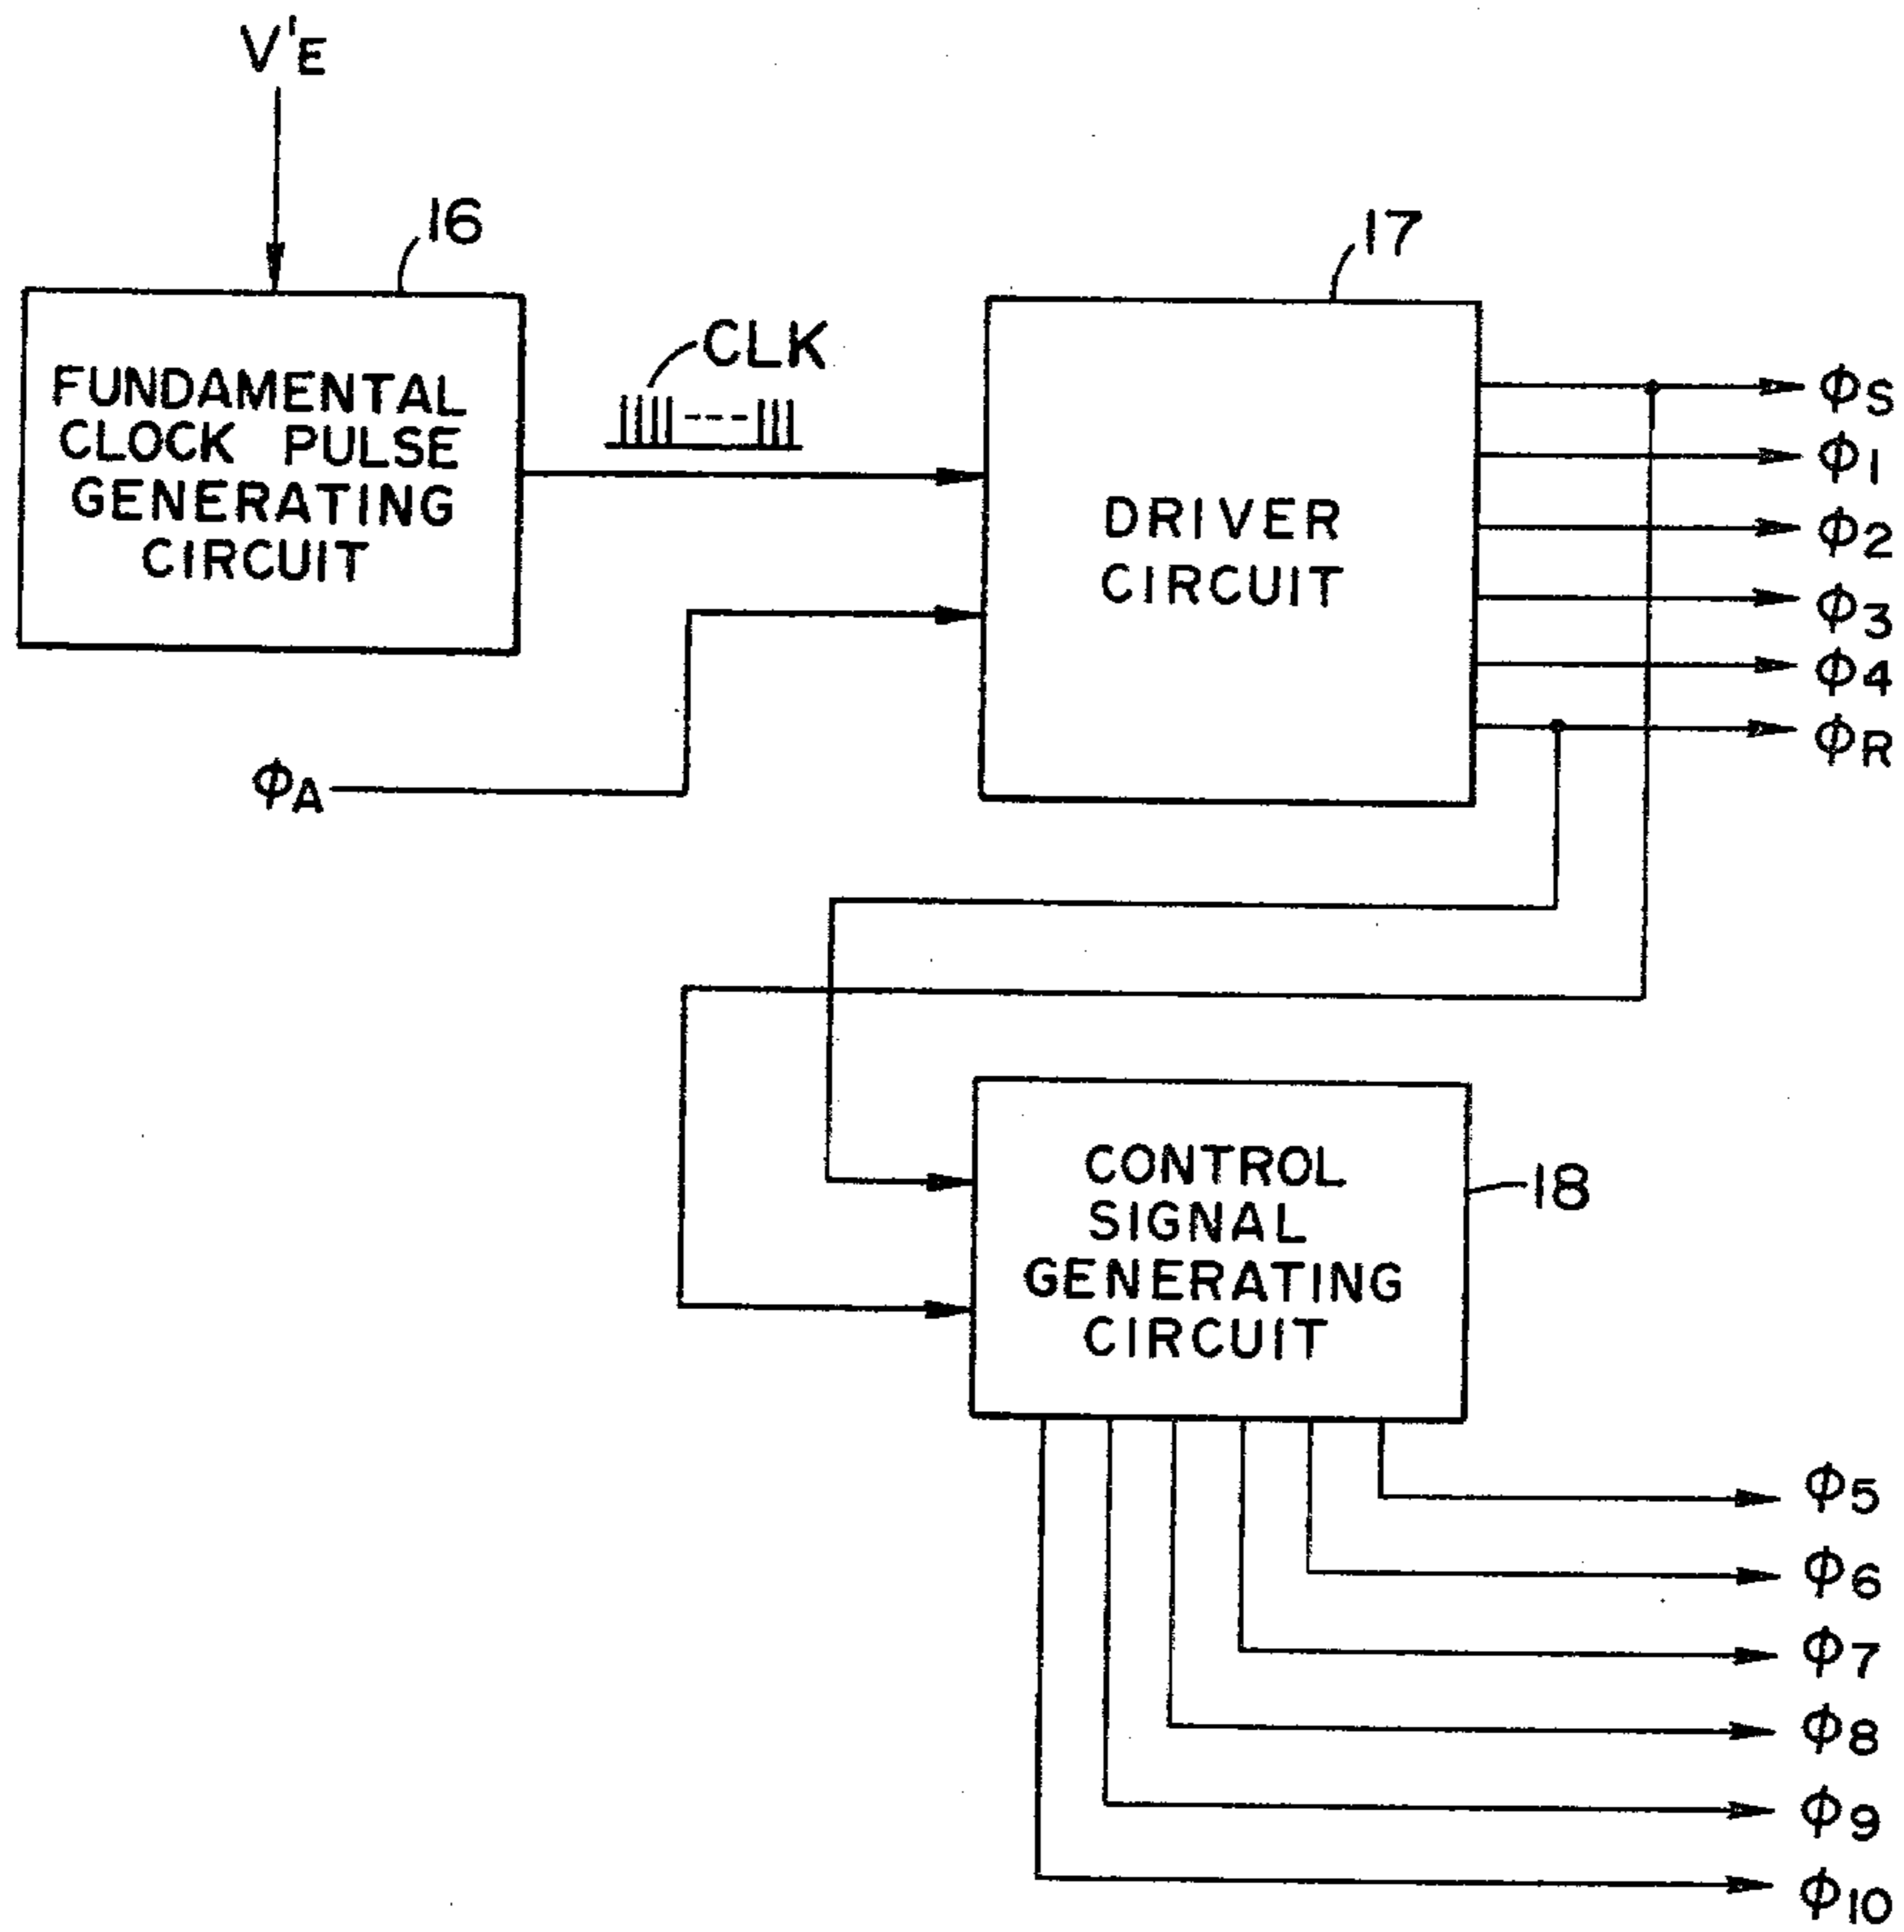 V'E
16
17
FUNDAMENTAL
CLOCK PULSE
GENERATING
CIRCUIT
CLK
DRIVER
CIRCUIT
ϕS
ϕ1
ϕ2
ϕ3
ϕ4
ϕR
ϕA
CONTROL
SIGNAL
GENERATING
CIRCUIT
18
ϕ5
ϕ6
ϕ7
ϕ8
ϕ9
ϕ10